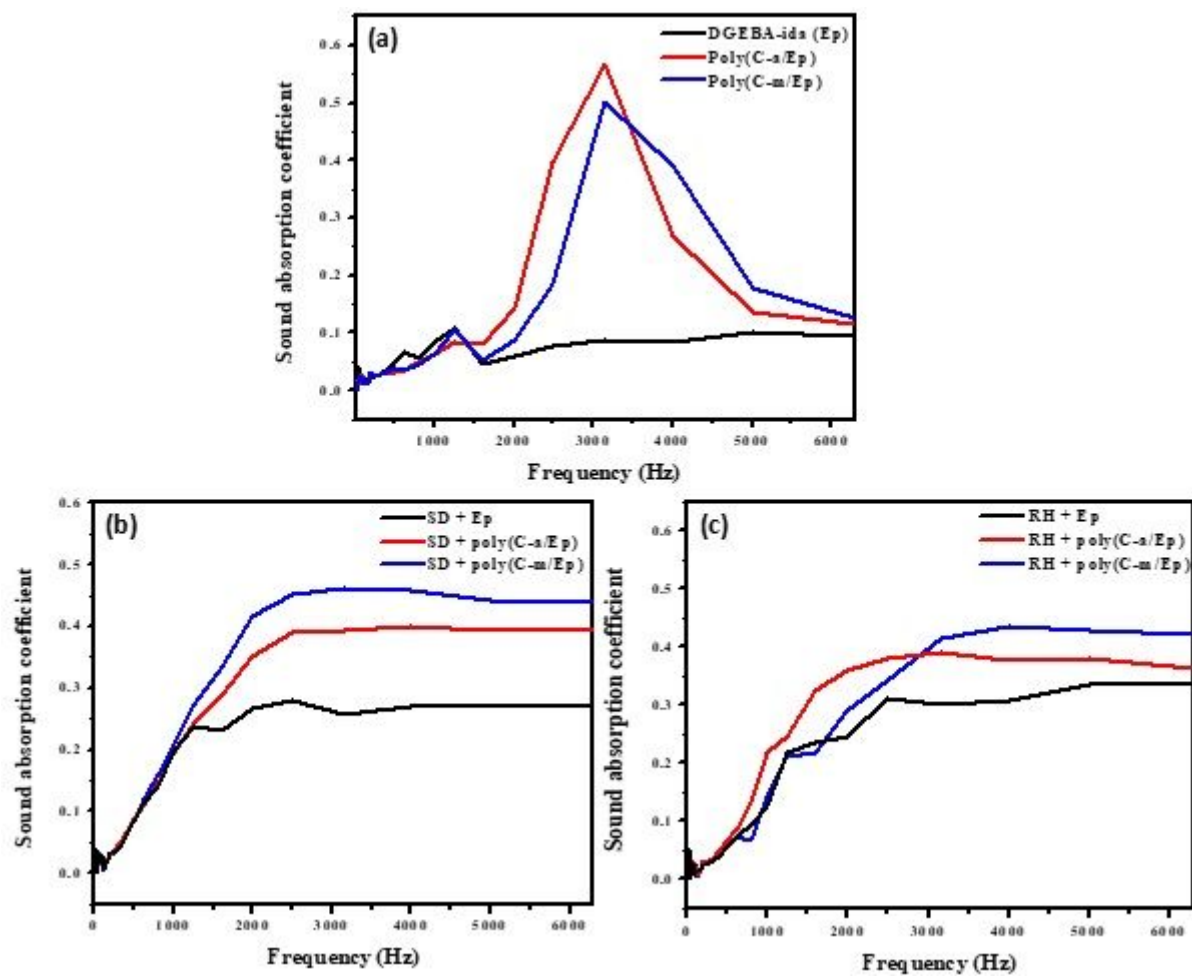 (a)
DGEBA-ida (Ep)
Poly(C-a/Ep)
Poly(C-m/Ep)
0.6
0.5
0.4
0.3
0.2
0.1
0.0
Sound absorption coefficient
1000 2000 3000 4000 5000 6000
Frequency (Hz)
(b)
SD + Ep
SD + poly(C-a/Ep)
SD + poly(C-m/Ep)
0.6
0.5
0.4
0.3
0.2
0.1
0.0
Sound absorption coefficient
0 1000 2000 3000 4000 5000 6000
Frequency (Hz)
(c)
RH + Ep
RH + poly(C-a/Ep)
RH + poly(C-m/Ep)
0.6
0.5
0.4
0.3
0.2
0.1
0.0
Sound absorption coefficient
0 1000 2000 3000 4000 5000 6000
Frequency (Hz)